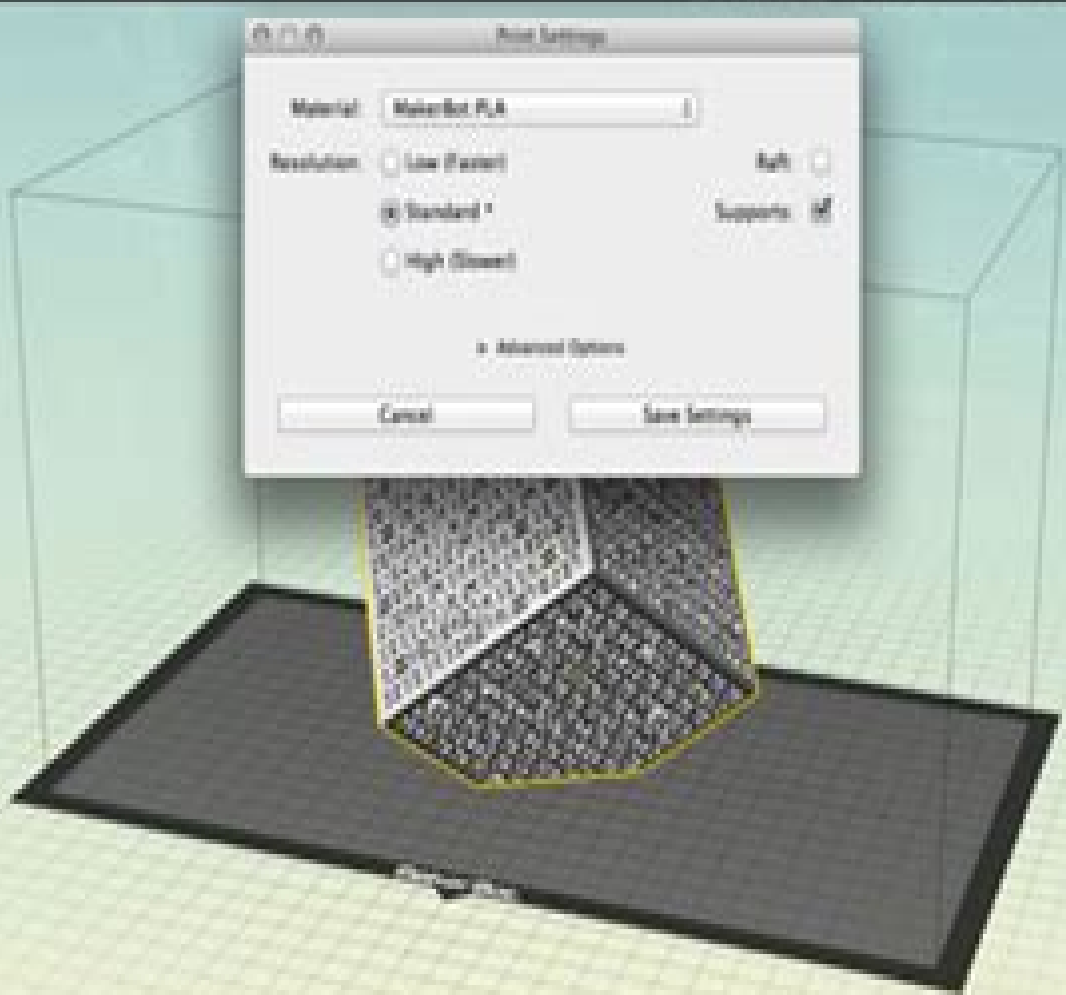 Print Settings
Material: MakerBot PLA
Resolution: Low (Faster)
Raft
Standard *
Supports
High (Slower)
Advanced Options
Cancel
Save Settings